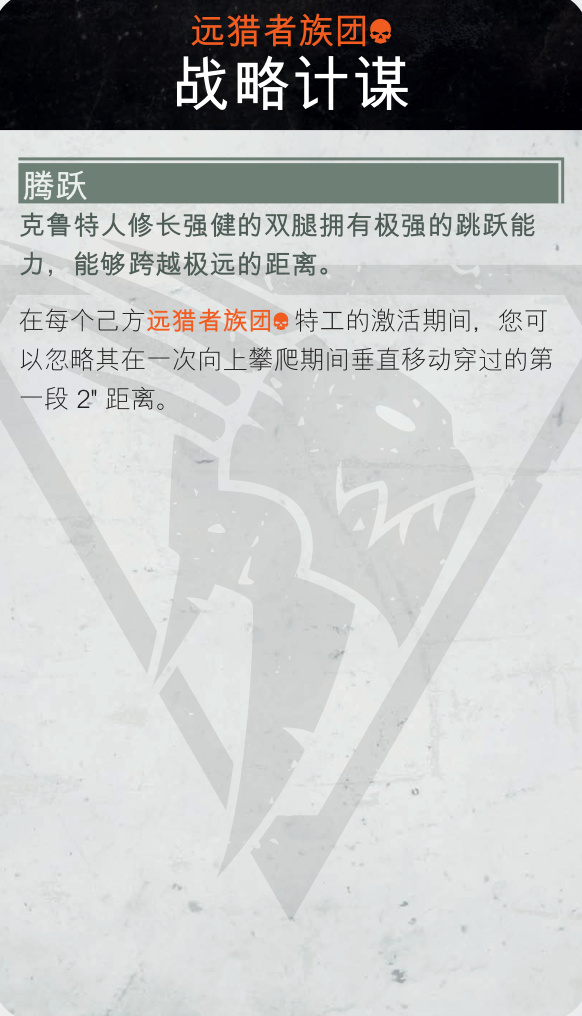 远猎者族团
战略计谋
腾跃
克鲁特人修长强健的双腿拥有极强的跳跃能
力，能够跨越极远的距离。
在每个己方远猎者族团特工的激活期间，您可
以忽略其在一次向上攀爬期间垂直移动穿过的第
一段 2" 距离。